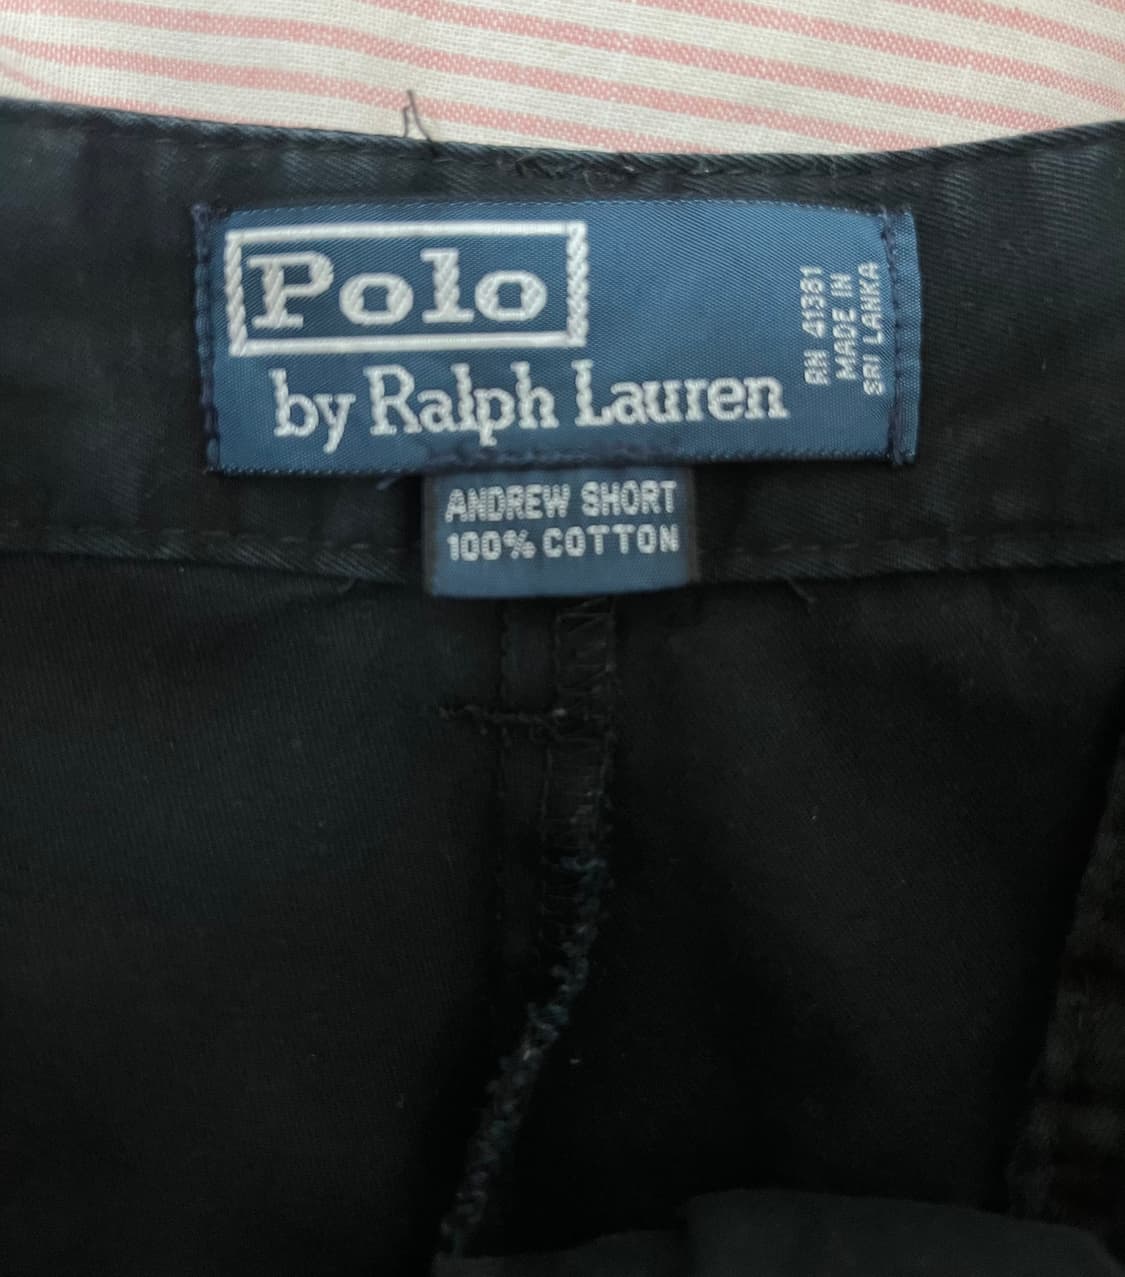 Polo
by Ralph Lauren
RN 41381
MADE IN
SRI LANKA
ANDREW SHORT
100% COTTON